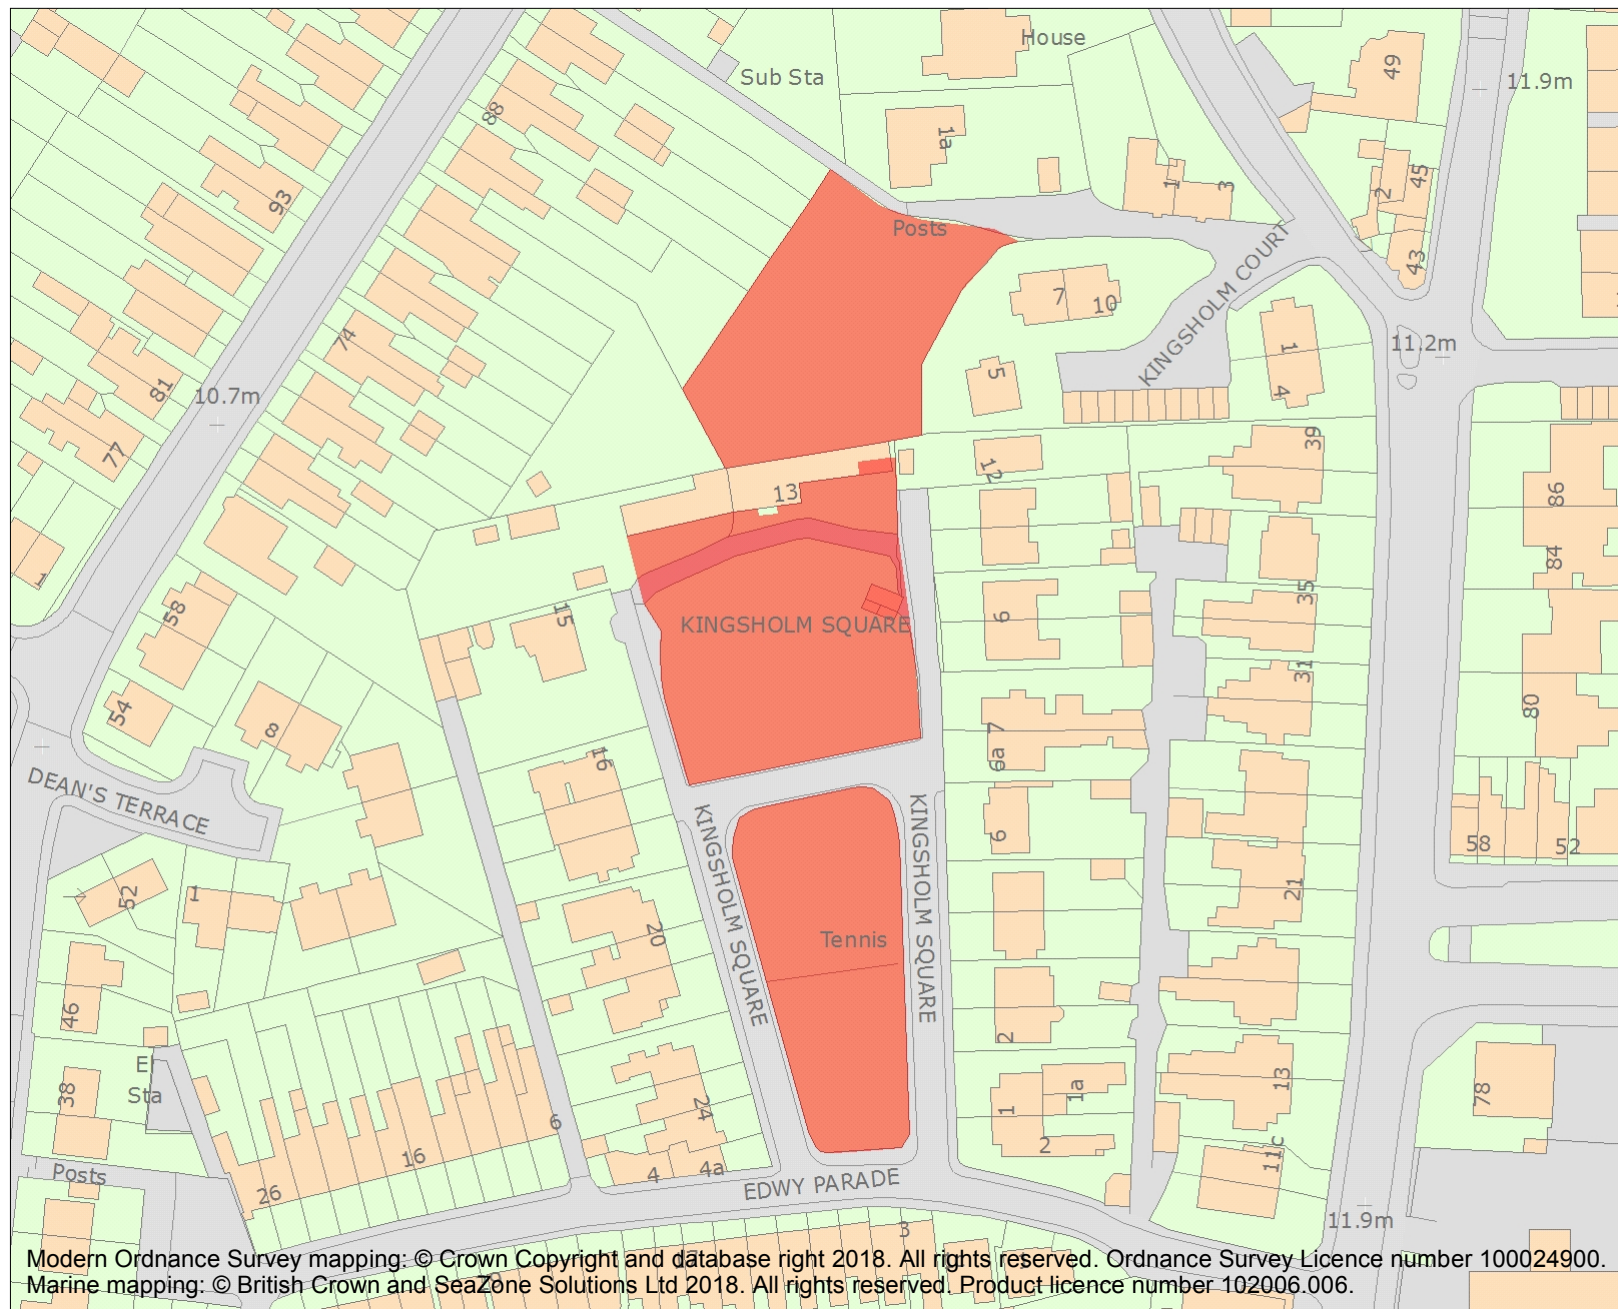 House
Sub Sta
49
11.9m
88
1a
1
3
2
45
93
Posts
43
KINGSHOLM COURT
7
10
74
1
11.2m
81
10.7m
5
4
77
39
12
13
86
84
1
58
15
6
35
KINGSHOLM SQUARE
31
54
8
16
6a 7
80
DEAN'S TERRACE
KINGSHOLM SQUARE
KINGSHOLM SQUARE
6
58
52
52
1
21
20
Tennis
46
2
El
Sta
38
24
1
1a
13
78
6
2
11c
16
Posts
4
4a
26
EDWY PARADE
11.9m
3
Modern Ordnance Survey mapping: © Crown Copyright and database right 2018. All rights reserved. Ordnance Survey Licence number 100024900.
Marine mapping: © British Crown and SeaZone Solutions Ltd 2018. All rights reserved. Product licence number 102006.006.